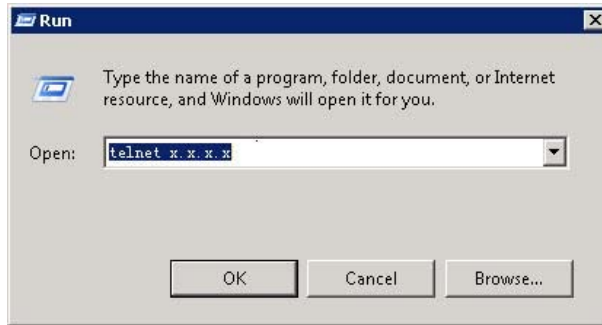 Run
Type the name of a program, folder, document, or Internet
resource, and Windows will open it for you.
Open:
telnet x.x.x.x
OK
Cancel
Browse...